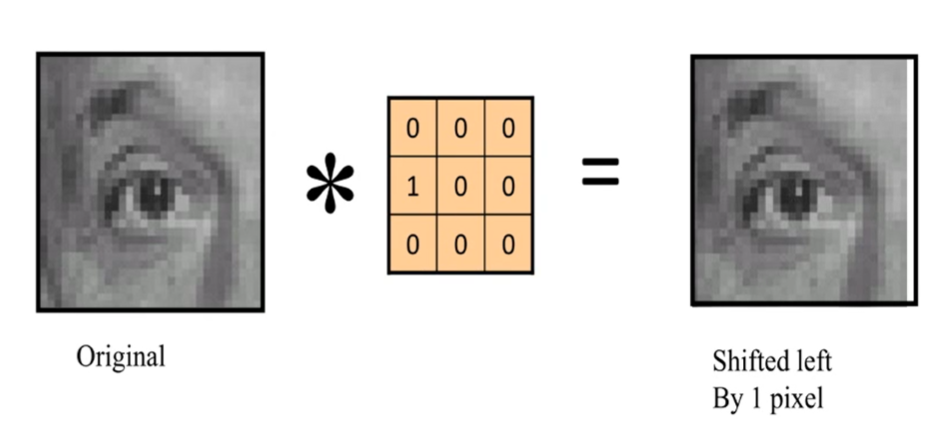 *
0 0 0
1 0 0
0 0 0
=
Original
Shifted left
By 1 pixel